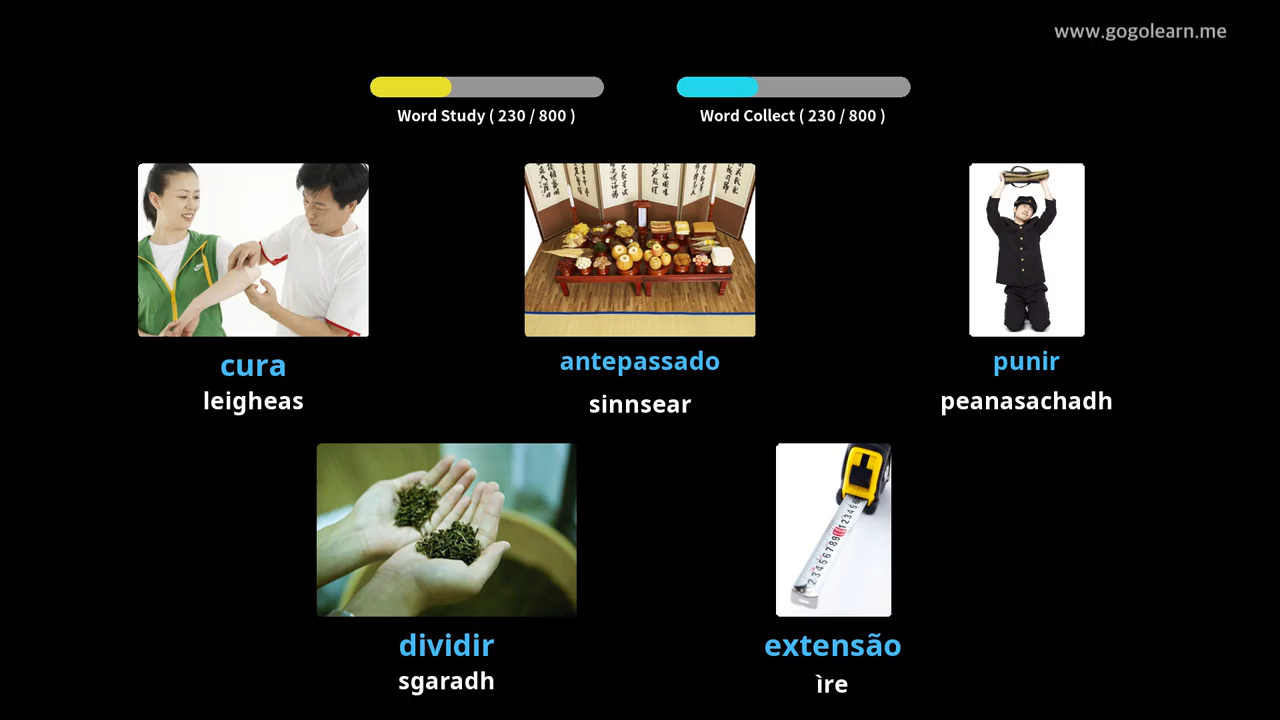 www.gogolearn.me
Word Study ( 230 / 800 )
Word Collect ( 230 / 800 )
cura
leigheas
antepassado
sinnsear
punir
peanasachadh
dividir
sgaradh
extensão
ìre